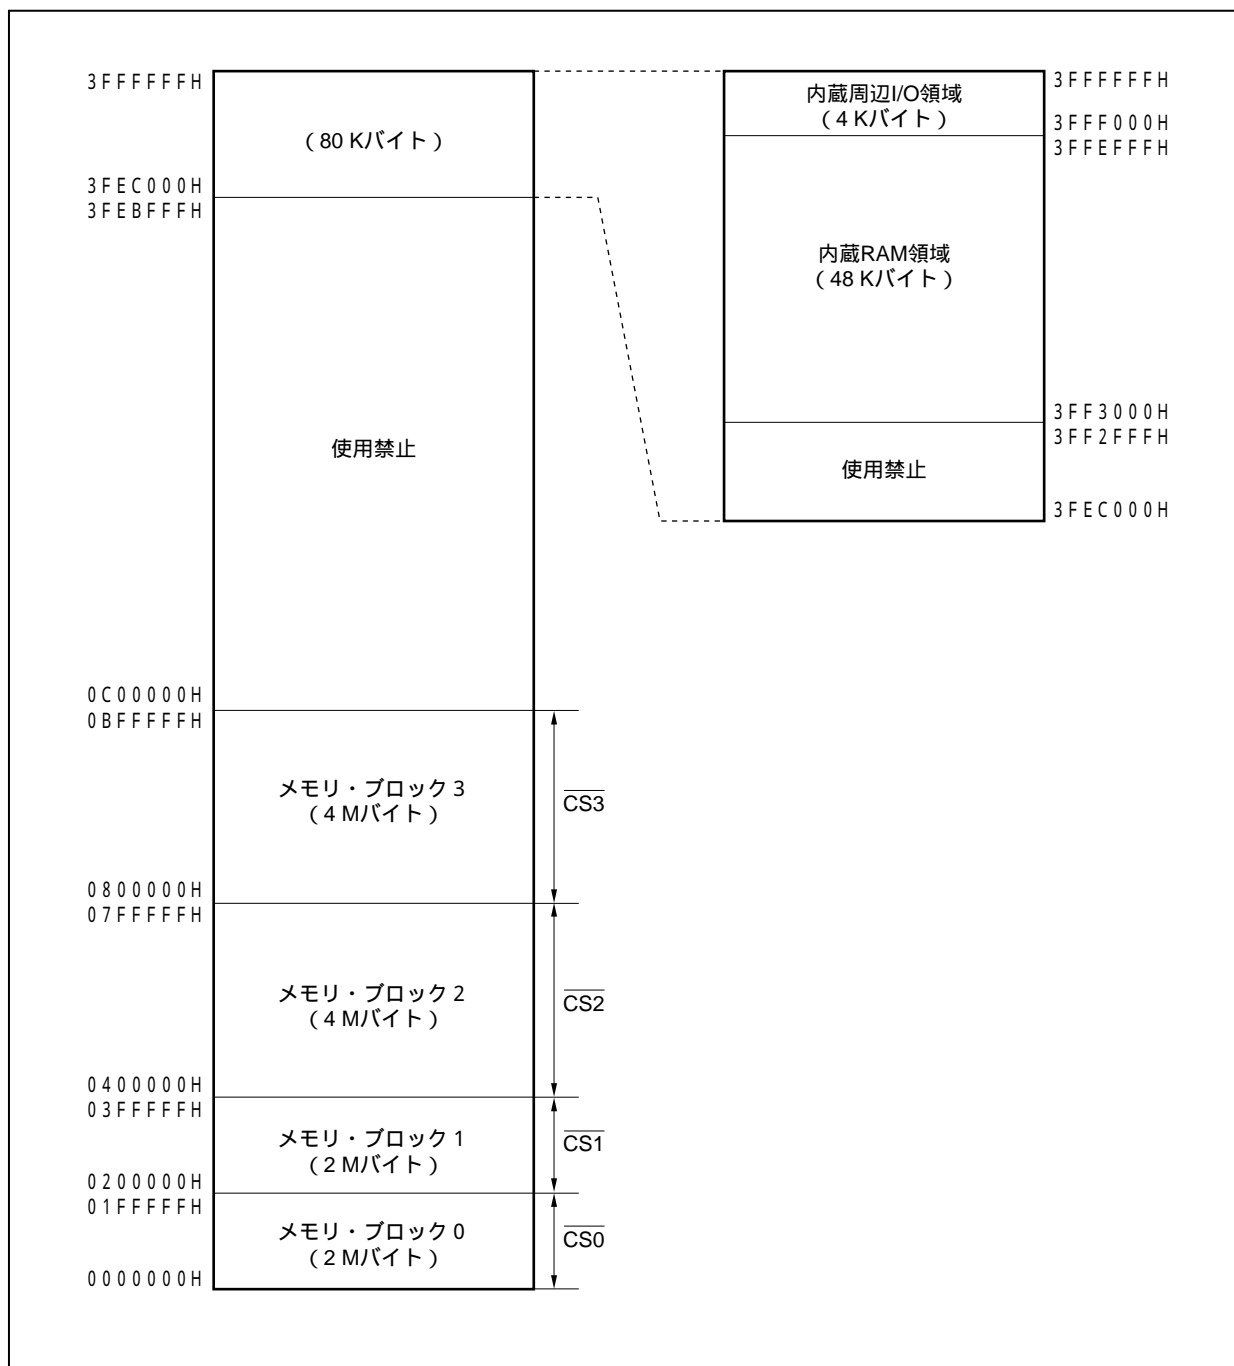 3FFFFFFH
（80 Kバイト）
3FEC000H
3FEBFFFH
使用禁止
0C00000H
0BFFFFFH
メモリ・ブロック3
（4 Mバイト）
CS3
0800000H
07FFFFFH
メモリ・ブロック2
（4 Mバイト）
CS2
0400000H
03FFFFFH
メモリ・ブロック1
（2 Mバイト）
CS1
0200000H
01FFFFFH
メモリ・ブロック0
（2 Mバイト）
CS0
0000000H
内蔵周辺I/O領域
（4 Kバイト）
3FFFFFFH
3FFF000H
3FFEFFFH
内蔵RAM領域
（48 Kバイト）
3FF3000H
3FF2FFFH
使用禁止
3FEC000H